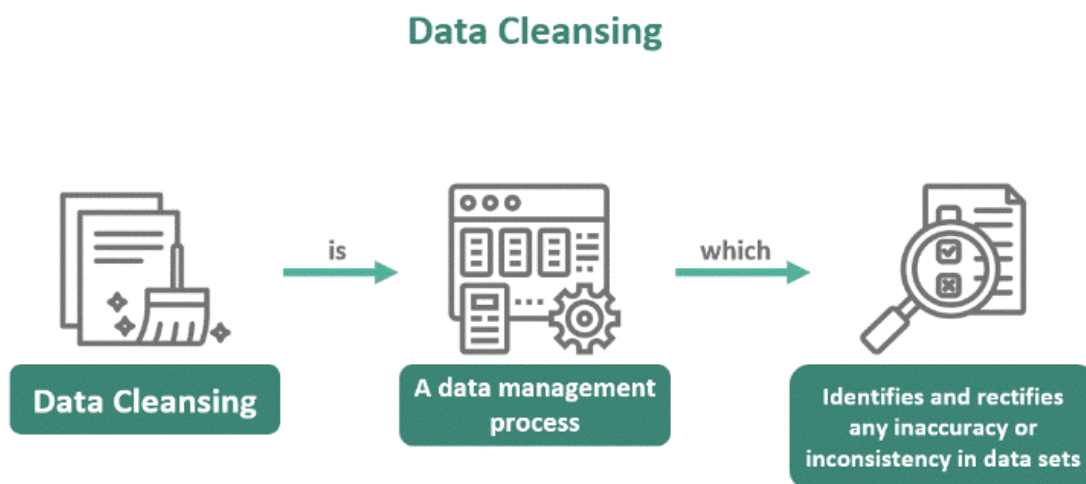 Data Cleansing
is
which
Data Cleansing
A data management
process
Identifies and rectifies
any inaccuracy or
inconsistency in data sets